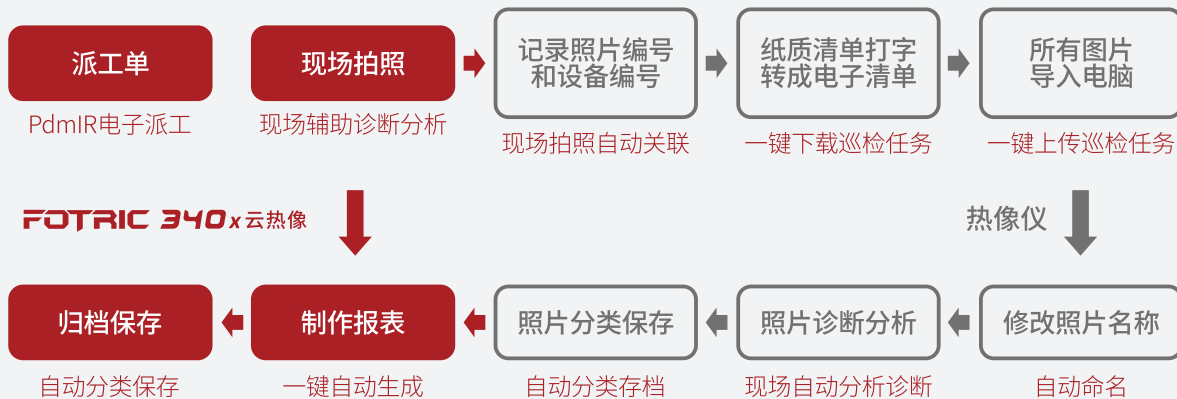 派工单
现场拍照
记录照片编号
和设备编号
纸质清单打字
转成电子清单
所有图片
导入电脑
PdmIR电子派工
现场辅助诊断分析
现场拍照自动关联
一键下载巡检任务
一键上传巡检任务
FOTRIC 340x云热像
热像仪
归档保存
制作报表
照片分类保存
照片诊断分析
修改照片名称
自动分类保存
一键自动生成
自动分类存档
现场自动分析诊断
自动命名